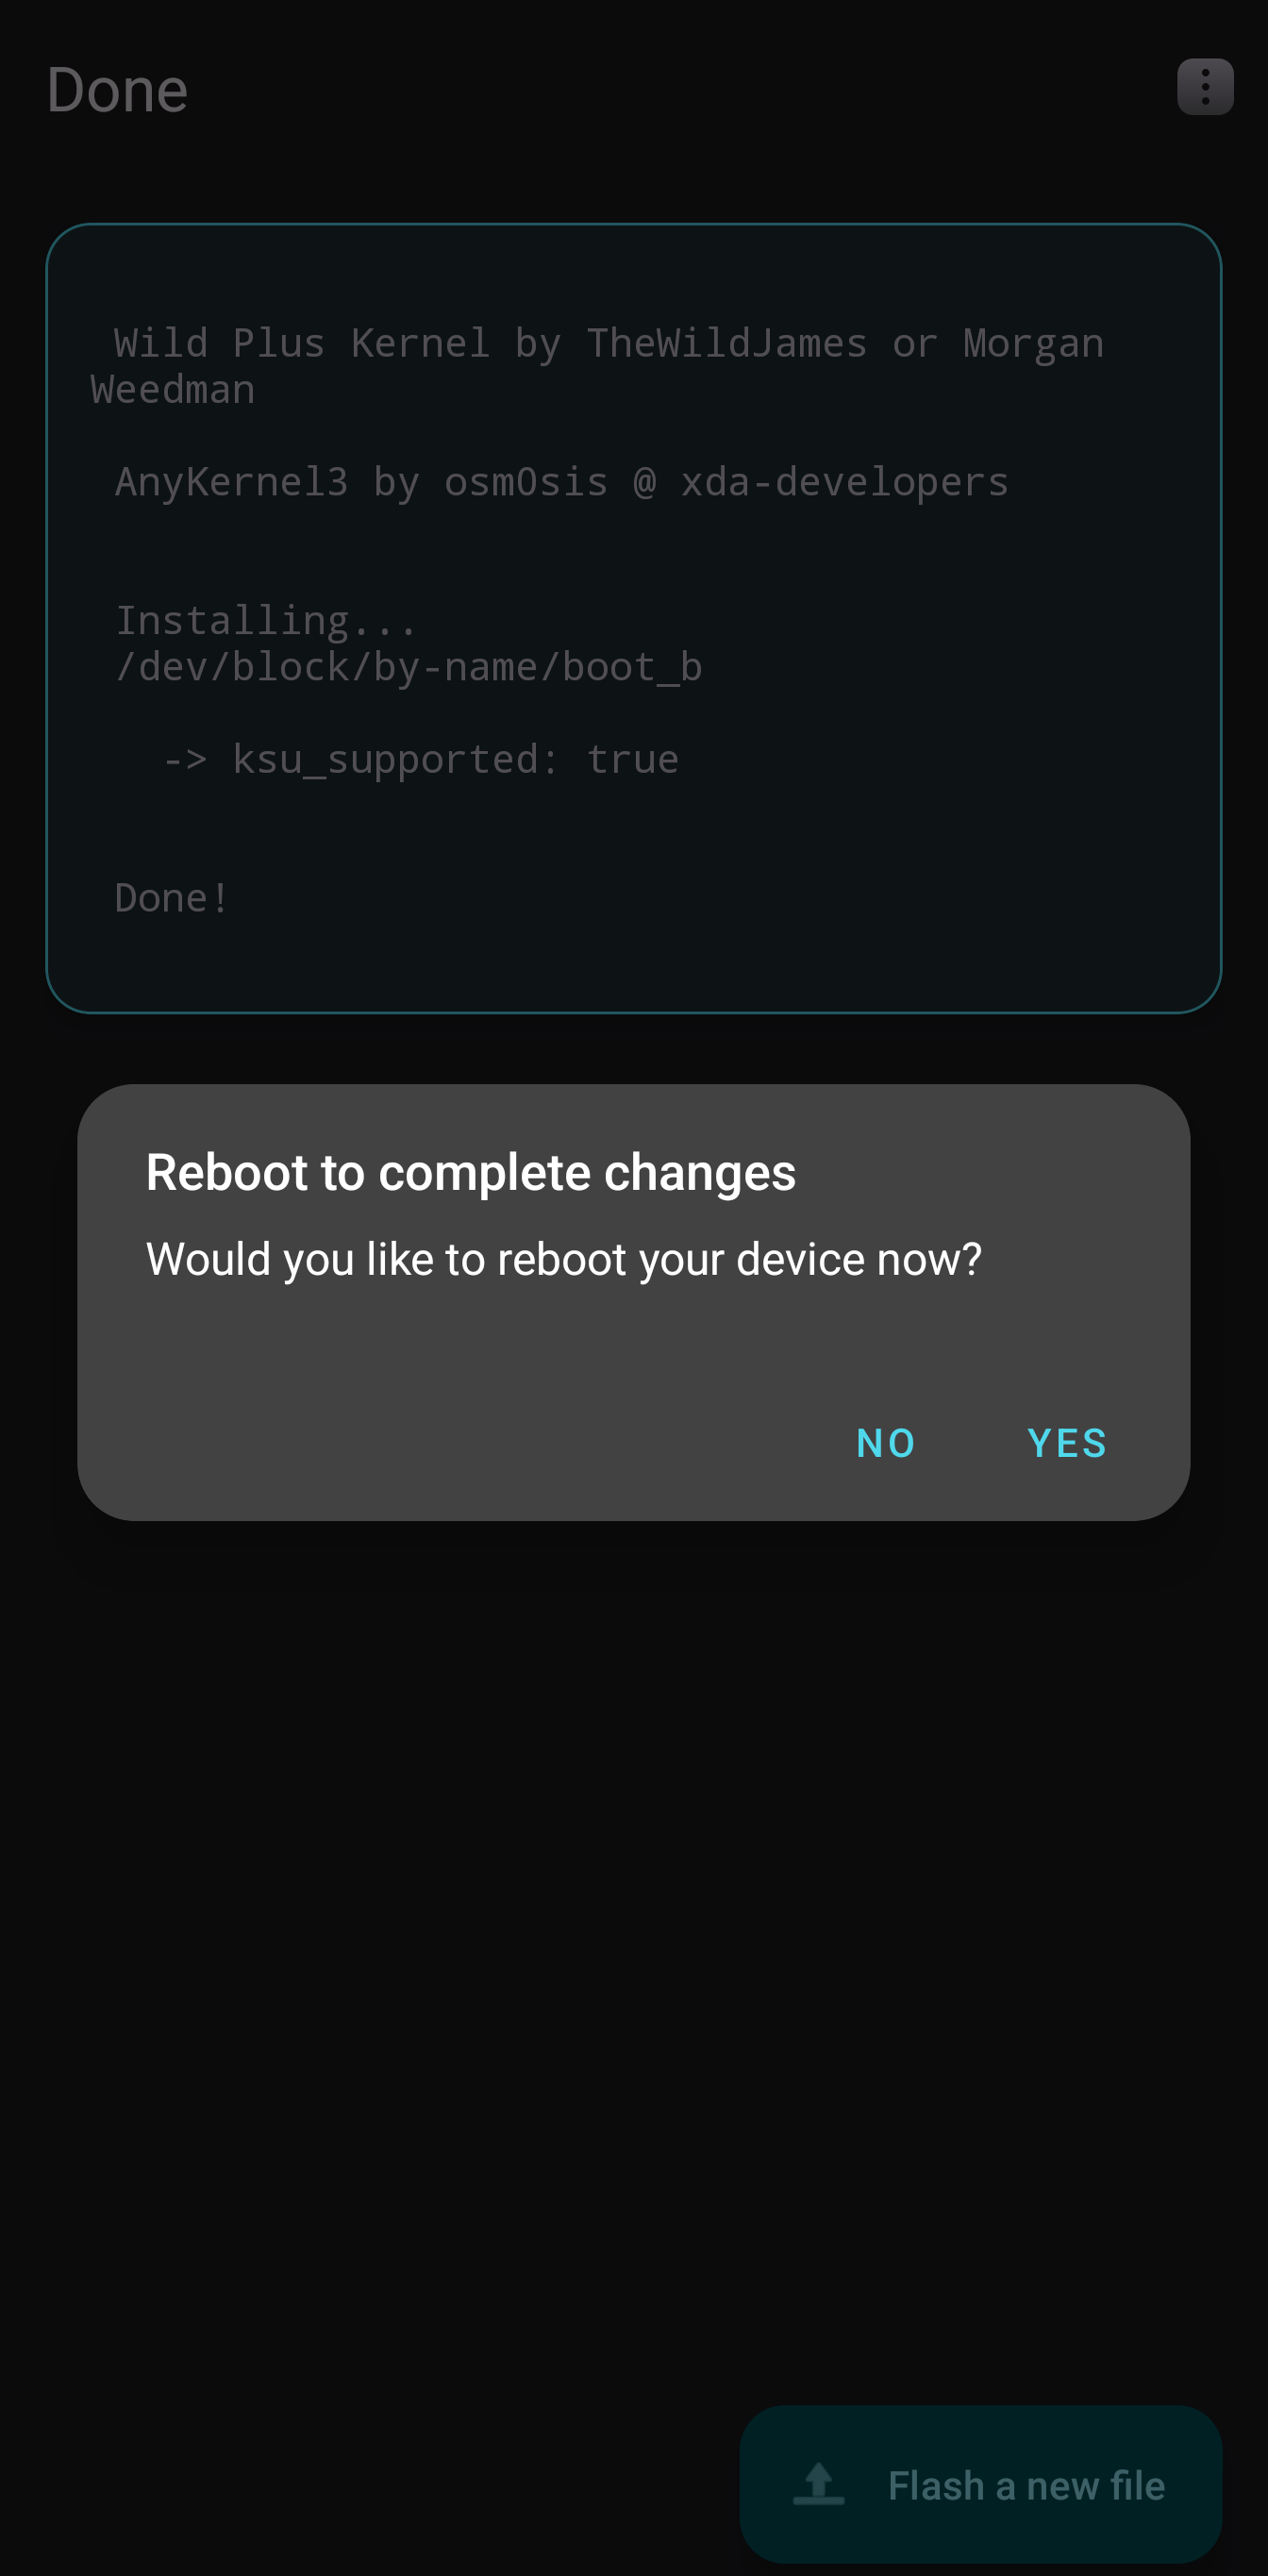 Done
Wild Plus Kernel by TheWildJames or Morgan
Weedman
AnyKernel3 by osm0sis @ xda-developers
Installing...
/dev/block/by-name/boot_b
-> ksu_supported: true
Done!
Reboot to complete changes
Would you like to reboot your device now?
NO YES
Flash a new file